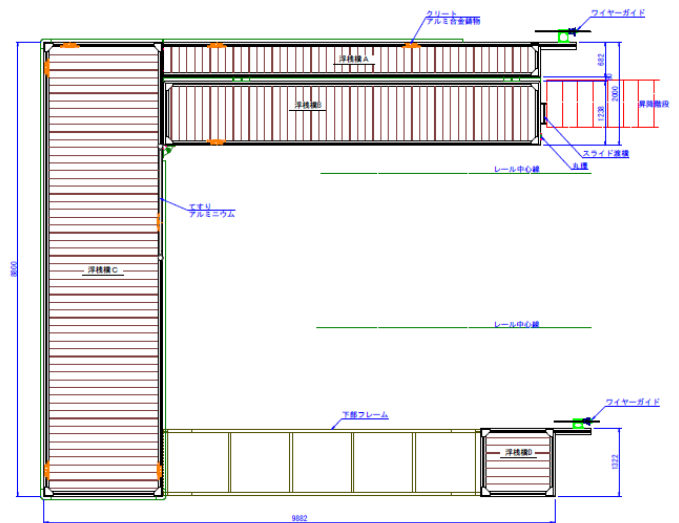 クリート
アルミ合金鋳物
ワイヤーガイド
浮桟橋A
682
80
2000
浮桟橋B
1238
昇降階段
スライド渡橋
丸環
レール中心線
てすり
アルミニウム
浮桟橋C
8800
レール中心線
下部フレーム
ワイヤーガイド
浮桟橋D
1322
9882